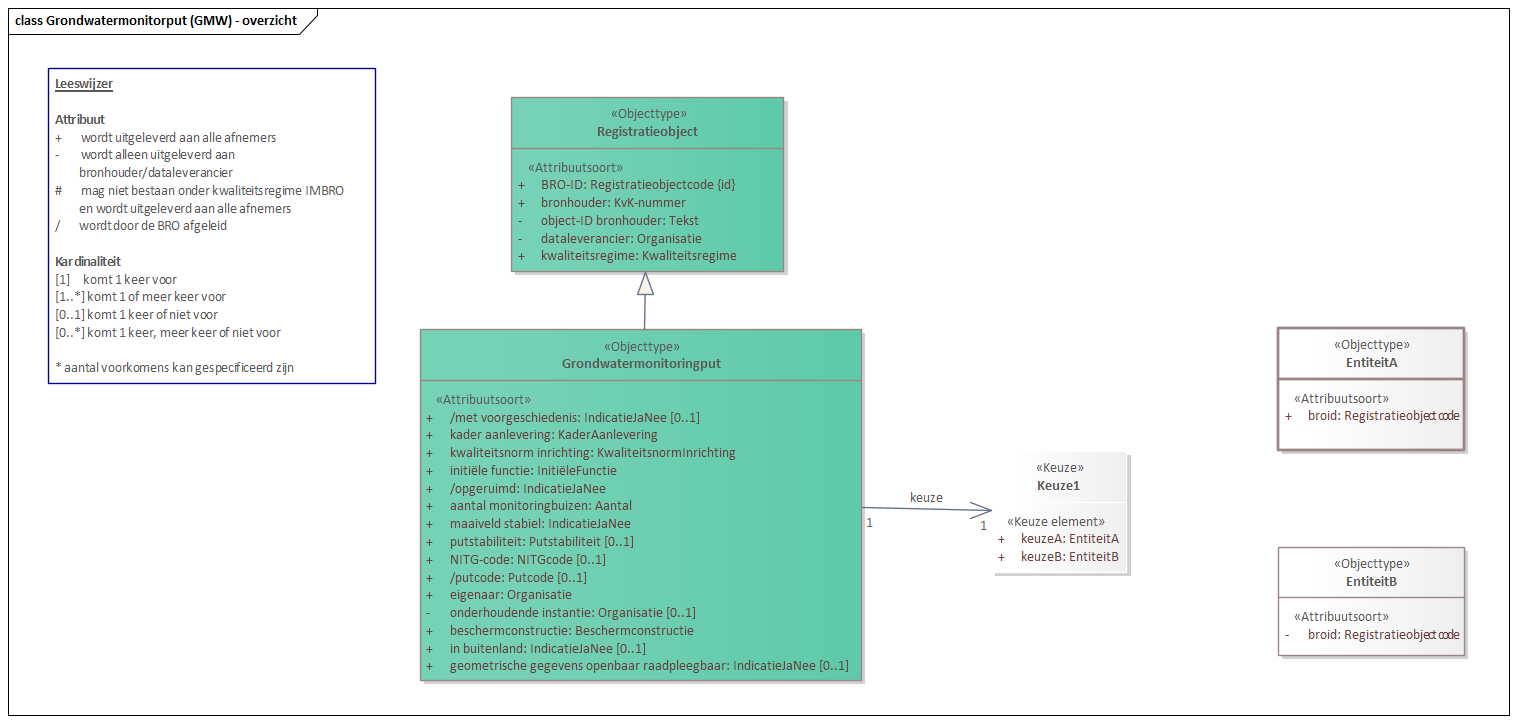 class Grondwatermonitorput (GMW) - overzicht
Leeswijzer
Attribuut
+ wordt uitgeleverd aan alle afnemers
- wordt alleen uitgeleverd aan
bronhouder/dataleverancier
# mag niet bestaan onder kwaliteitsregime IMBRO
en wordt uitgeleverd aan alle afnemers
/ wordt door de BRO afgeleid
Kardinaliteit
[1] komt 1 keer voor
[1..*] komt 1 of meer keer voor
[0..1] komt 1 keer of niet voor
[0..*] komt 1 keer, meer keer of niet voor
* aantal voorkomens kan gespecificeerd zijn
«Objecttype»
Registratieobject
«Attribuutsoort»
+ BRO-ID: Registratieobjectcode {id}
+ bronhouder: KvK-nummer
- object-ID bronhouder: Tekst
- dataleverancier: Organisatie
+ kwaliteitsregime: Kwaliteitsregime
«Objecttype»
Grondwatermonitoringput
«Attribuutsoort»
+ /met voorgeschiedenis: IndicatieJaNee [0..1]
+ kader aanlevering: KaderAanlevering
+ kwaliteitsnorm inrichting: KwaliteitsnormInrichting
+ initiële functie: InitiëleFunctie
+ /opgeruimd: IndicatieJaNee
+ aantal monitoringbuizen: Aantal
+ maaiveld stabiel: IndicatieJaNee
+ putstabiliteit: Putstabiliteit [0..1]
+ NITG-code: NITGcode [0..1]
+ /putcode: Putcode [0..1]
+ eigenaar: Organisatie
- onderhoudende instantie: Organisatie [0..1]
+ beschermconstructie: Beschermconstructie
+ in buitenland: IndicatieJaNee [0..1]
+ geometrische gegevens openbaar raadpleegbaar: IndicatieJaNee [0..1]
keuze
1
1
«Keuze»
Keuze1
«Keuze element»
+ keuzeA: EntiteitA
+ keuzeB: EntiteitB
«Objecttype»
EntiteitA
«Attribuutsoort»
+ broid: Registratieobjectcode
«Objecttype»
EntiteitB
«Attribuutsoort»
- broid: Registratieobjectcode